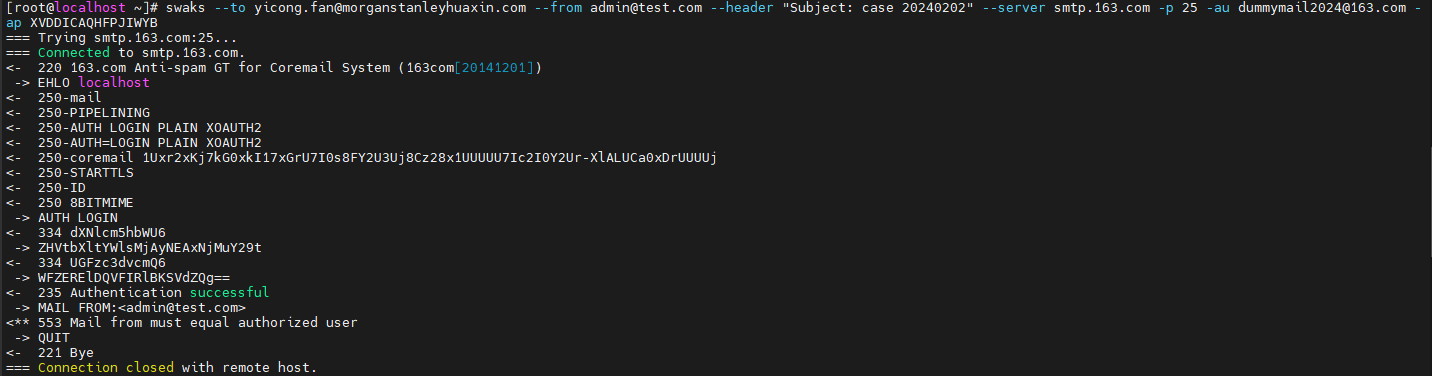 [root@localhost ~]# swaks --to yicong.fan@morganstanleyhuaxin.com --from admin@test.com --header "Subject: case 20240202" --server smtp.163.com -p 25 -au dummymail2024@163.com -
ap XVDDICAQHFPJIWYB
=== Trying smtp.163.com:25...
=== Connected to smtp.163.com.
<-  220 163.com Anti-spam GT for Coremail System (163com[20141201])
 -> EHLO localhost
<-  250-mail
<-  250-PIPELINING
<-  250-AUTH LOGIN PLAIN XOAUTH2
<-  250-AUTH=LOGIN PLAIN XOAUTH2
<-  250-coremail 1Uxr2xKj7kG0xkI17xGrU7I0s8FY2U3Uj8Cz28x1UUUUU7Ic2I0Y2Ur-XlALUCa0xDrUUUUj
<-  250-STARTTLS
<-  250-ID
<-  250 8BITMIME
 -> AUTH LOGIN
<-  334 dXNlcm5hbWU6
 -> ZHVtbXltYWlsMjAyNEAxNjMuY29t
<-  334 UGFzc3dvcmQ6
 -> WFZERElDQVFIRlBKSVdZQg==
<-  235 Authentication successful
 -> MAIL FROM:<admin@test.com>
<** 553 Mail from must equal authorized user
 -> QUIT
<-  221 Bye
=== Connection closed with remote host.